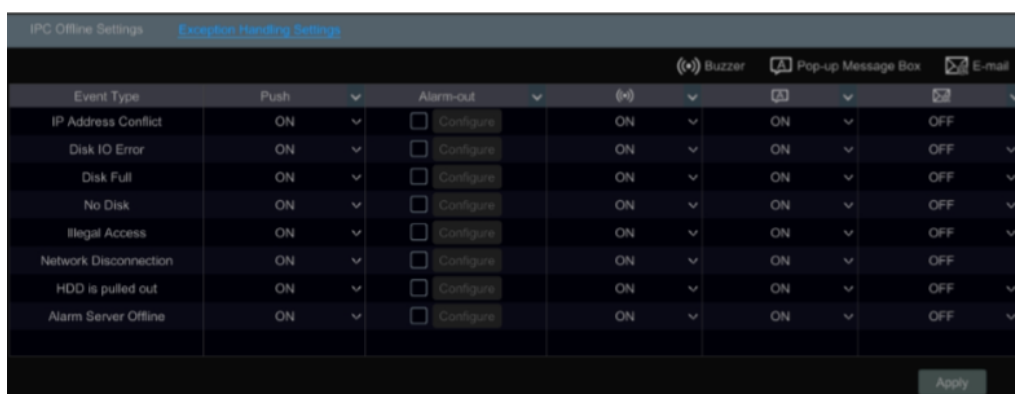 IPC Offline Settings Exception Handling Settings
Buzzer Pop-up Message Box E-mail
Event Type Push Alarm-out
IP Address Conflict ON Configure ON ON OFF
Disk IO Error ON Configure ON ON OFF
Disk Full ON Configure ON ON OFF
No Disk ON Configure ON ON OFF
Illegal Access ON Configure ON ON OFF
Network Disconnection ON Configure ON ON OFF
HDD is pulled out ON Configure ON ON OFF
Alarm Server Offline ON Configure ON ON OFF
Apply